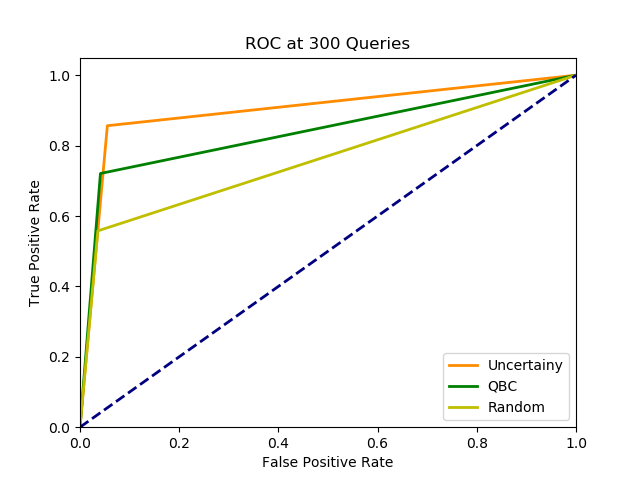 ROC at 300 Queries
True Positive Rate
1.0
0.8
0.6
0.4
0.2
0.0
0.0 0.2 0.4 0.6 0.8 1.0
False Positive Rate
Uncertainy
QBC
Random